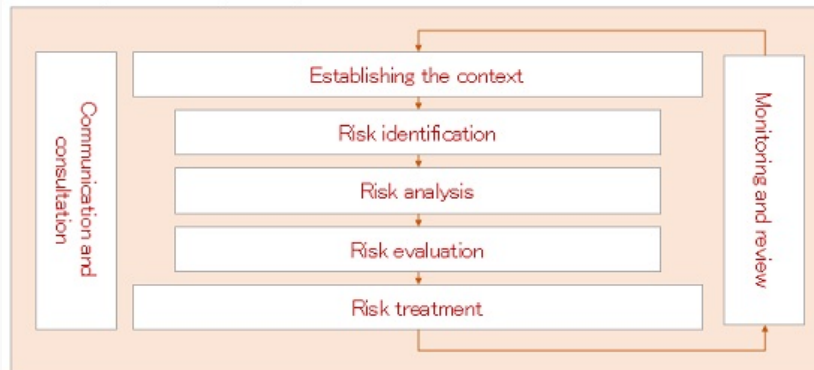 Establishing the context
Communication and
consultation
Risk identification
Risk analysis
Risk evaluation
Risk treatment
Monitoring and review